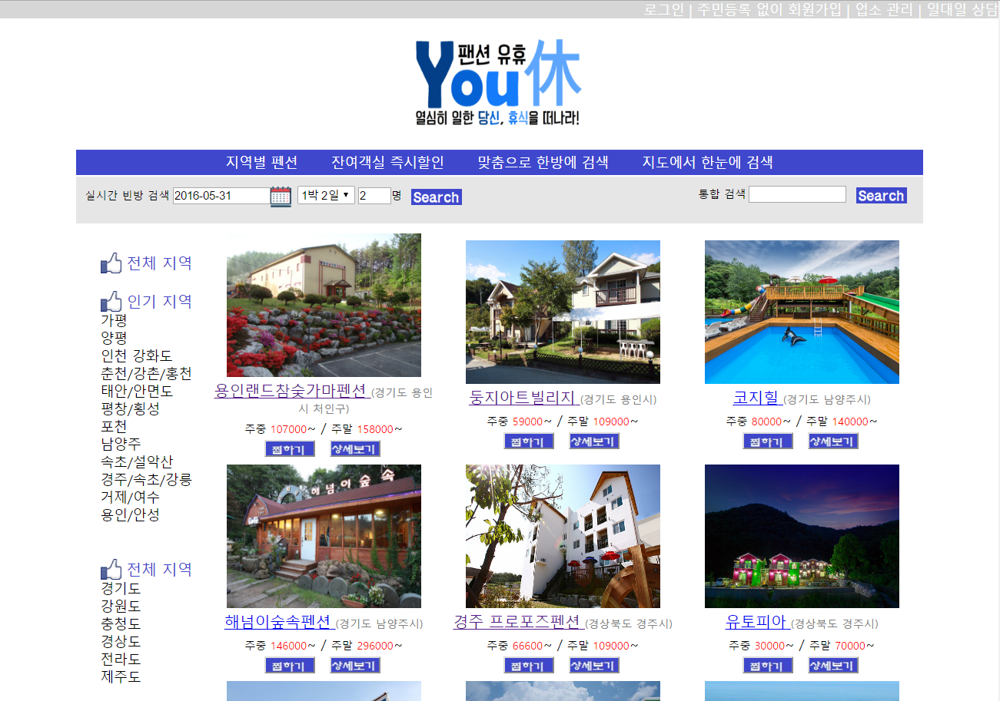 로그인 | 주민등록 없이 회원가입 | 업소 관리 | 일대일 상담
팬션 유휴
You休
열심히 일한 당신, 휴식을 떠나라!
지역별 펜션 잔여객실 즉시할인 맞춤으로 한방에 검색 지도에서 한눈에 검색
실시간 빈방 검색 2016-05-31 1박 2일 ▼ 2 명 Search 통합 검색 Search
전체 지역
인기 지역
가평
양평
인천 강화도
춘천/강촌/홍천
태안/안면도
평창/횡성
포천
남양주
속초/설악산
경주/속초/강릉
거제/여수
용인/안성
전체 지역
경기도
강원도
충청도
경상도
전라도
제주도
용인랜드참숯가마펜션 (경기도 용인
시 처인구)
주중 107000~ / 주말 158000~
찜하기 상세보기
둥지아트빌리지 (경기도 용인시)
주중 59000~ / 주말 109000~
찜하기 상세보기
코지힐 (경기도 남양주시)
주중 80000~ / 주말 140000~
찜하기 상세보기
해넘이숲속
해넘이숲속펜션 (경기도 남양주시)
주중 146000~ / 주말 296000~
찜하기 상세보기
경주 프로포즈펜션 (경상북도 경주시)
주중 66600~ / 주말 109000~
찜하기 상세보기
유토피아 (경상북도 경주시)
주중 30000~ / 주말 70000~
찜하기 상세보기